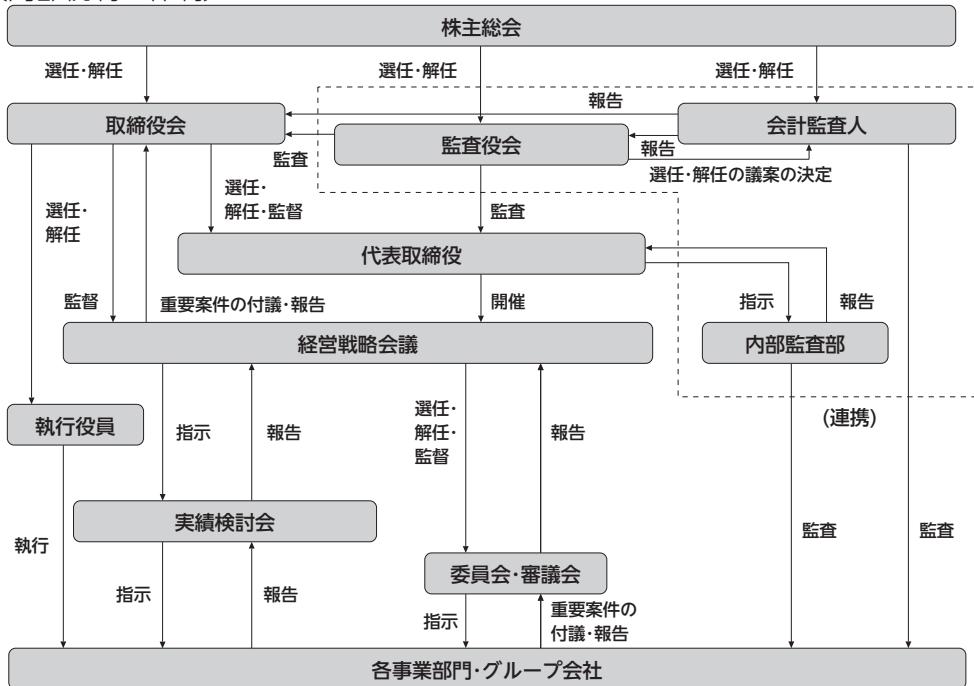 株主総会
選任・解任
選任・解任
選任・解任
報告
取締役会
会計監査人
監査役会
監査
報告
選任・解任の議案の決定
選任・
解任・監督
選任・
解任
監査
代表取締役
監督
重要案件の付議・報告
開催
指示
報告
経営戦略会議
内部監査部
執行役員
指示
報告
選任・
解任・
監督
報告
(連携)
実績検討会
執行
監査
監査
委員会・審議会
指示
報告
指示
重要案件の
付議・報告
各事業部門・グループ会社